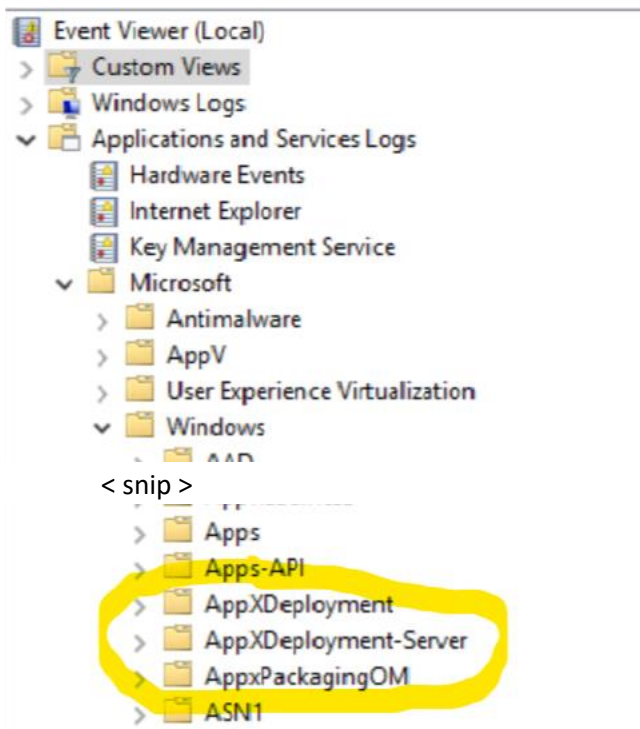 Event Viewer (Local)
Custom Views
Windows Logs
Applications and Services Logs
Hardware Events
Internet Explorer
Key Management Service
Microsoft
Antimalware
AppV
User Experience Virtualization
Windows
AAD
< snip >
Apps
Apps-API
AppXDeployment
AppXDeployment-Server
AppxPackagingOM
ASN1